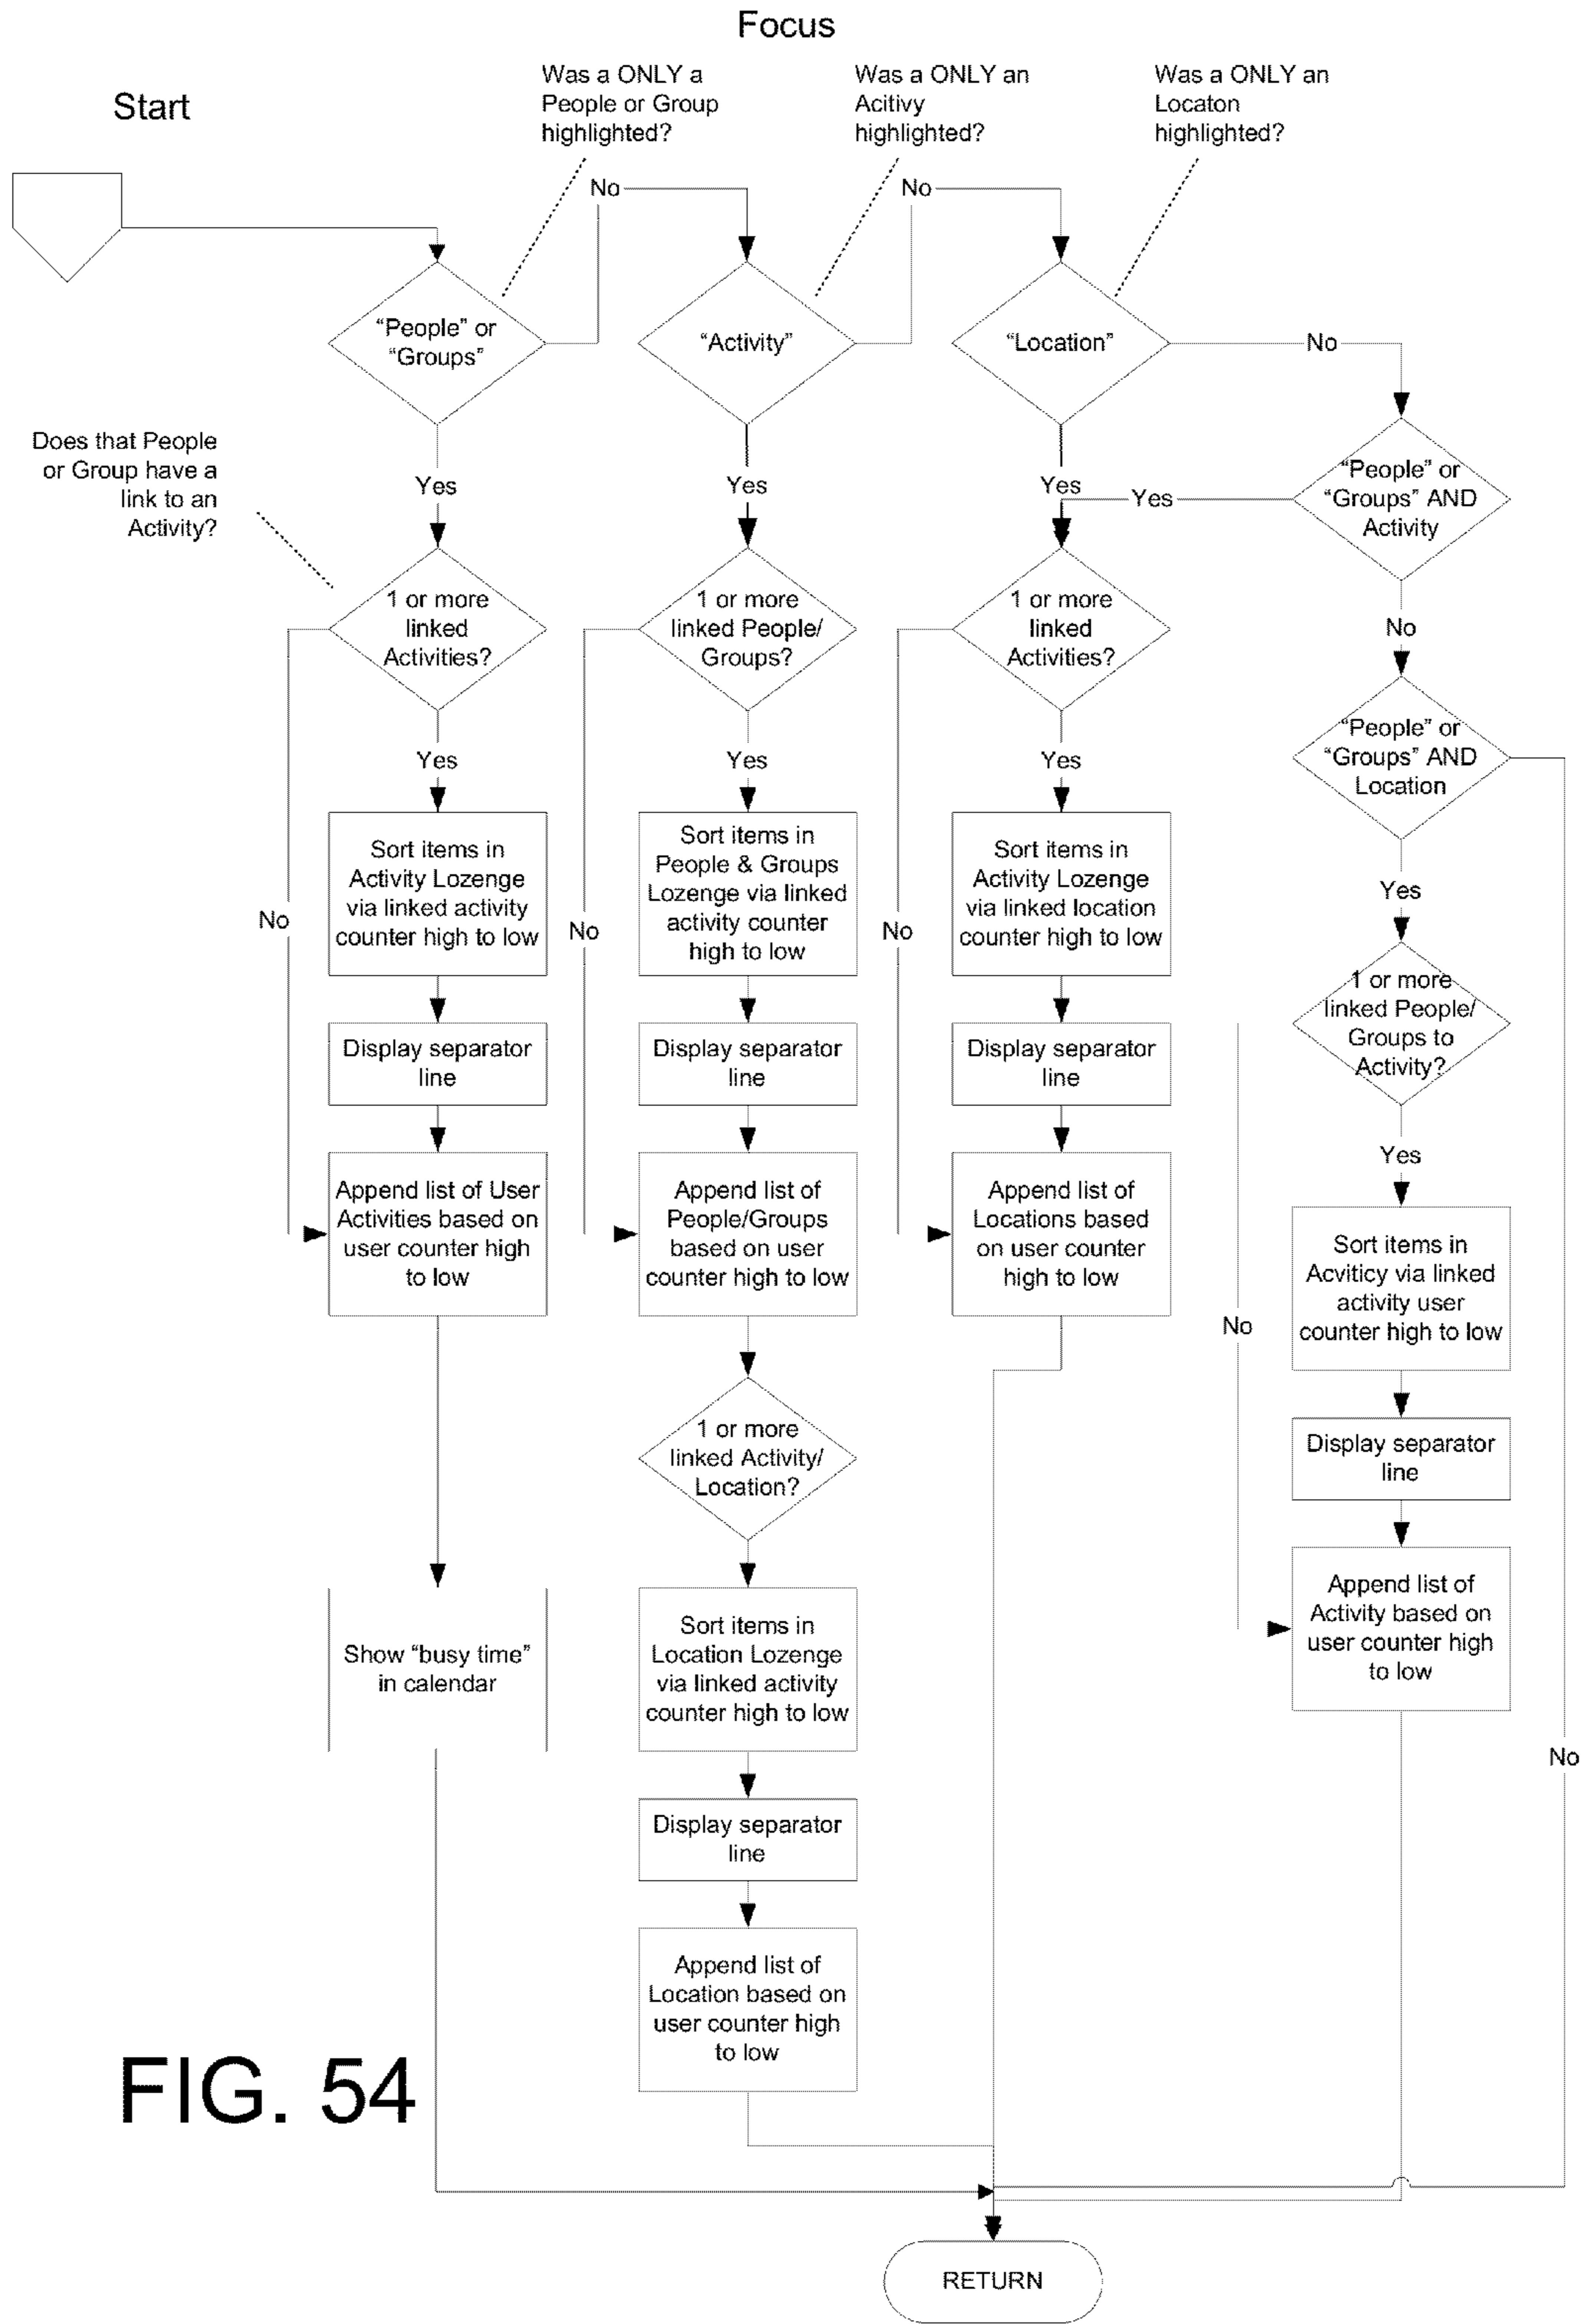 Focus
Start
Was a ONLY a
People or Group
highlighted?
Was a ONLY an
Acitivy
highlighted?
Was a ONLY an
Locaton
highlighted?
No
No
“People” or
“Groups”
“Activity”
“Location”
No
Does that People
or Group have a
link to an
Activity?
Yes
Yes
Yes
Yes
“People” or
“Groups” AND
Activity
1 or more
linked
Activities?
1 or more
linked People/
Groups?
1 or more
linked
Activities?
No
Yes
Yes
Yes
“People” or
“Groups” AND
Location
Sort items in
Activity Lozenge
via linked activity
counter high to low
Sort items in
People & Groups
Lozenge via linked
activity counter
high to low
Sort items in
Activity Lozenge
via linked location
counter high to low
Yes
No
No
No
1 or more
linked People/
Groups to
Activity?
Display separator
line
Display separator
line
Display separator
line
Yes
Append list of User
Activities based on
user counter high
to low
Append list of
People/Groups
based on user
counter high to low
Append list of
Locations based
on user counter
high to low
Sort items in
Acviticy via linked
activity user
counter high to low
No
1 or more
linked Activity/
Location?
Display separator
line
Show “busy time”
in calendar
Sort items in
Location Lozenge
via linked activity
counter high to low
Append list of
Activity based on
user counter high
to low
No
Display separator
line
Append list of
Location based on
user counter high
to low
FIG. 54
RETURN